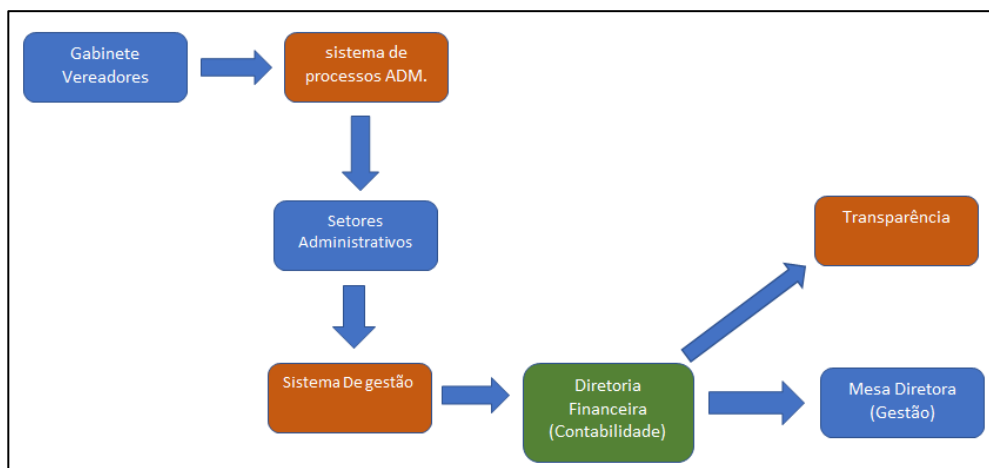 Gabinete
Vereadores
sistema de
processos ADM.
Setores
Administrativos
Transparência
Sistema De gestão
Diretoria
Financeira
(Contabilidade)
Mesa Diretora
(Gestão)